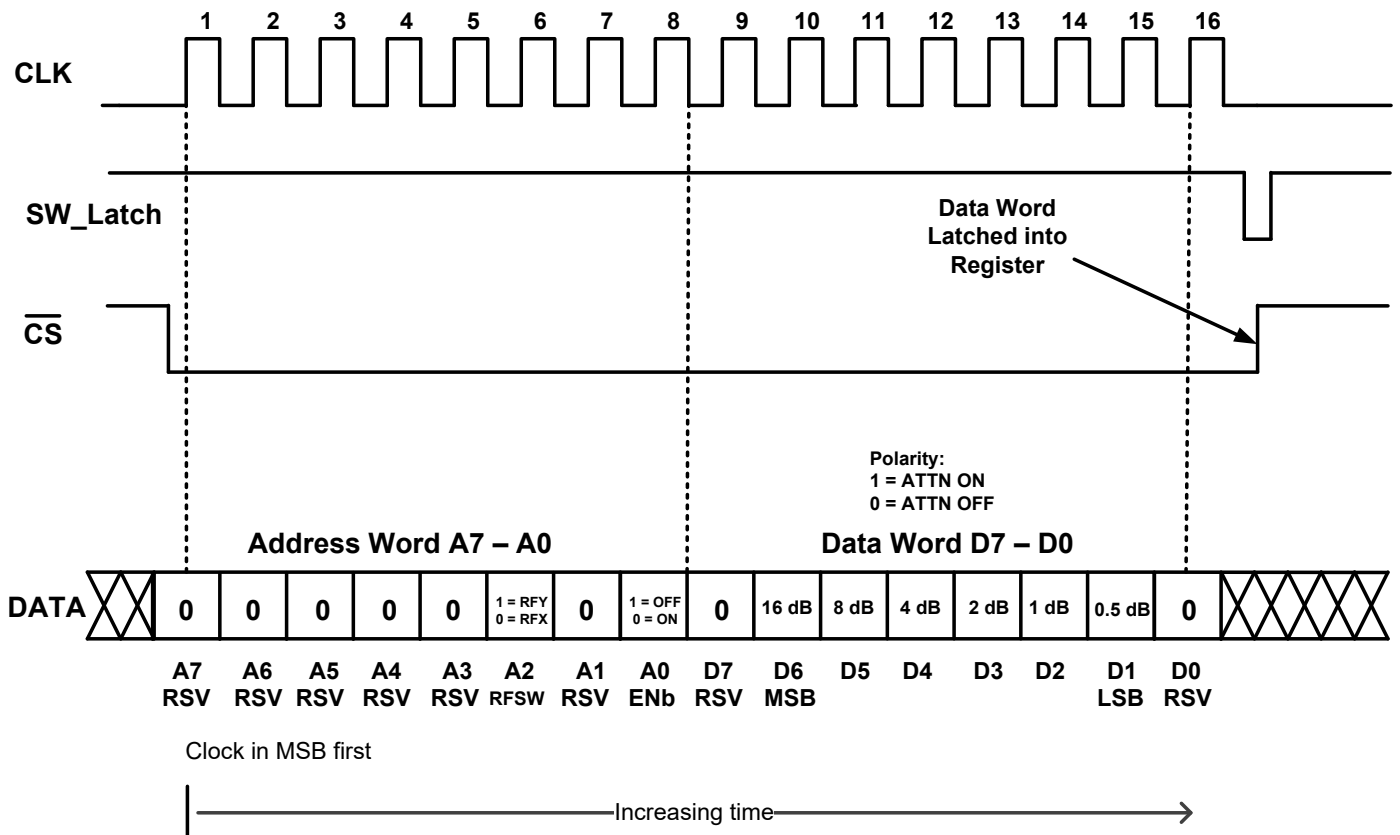 1 2 3 4 5 6 7 8 9 10 11 12 13 14 15 16
CLK
SW_Latch
Data Word
Latched into
Register
CS
Polarity:
1 = ATTN ON
0 = ATTN OFF
Address Word A7 – A0
Data Word D7 – D0
DATA
0 0 0 0 0 1 = RFY 0 = RFX 0 1 = OFF 0 = ON 0 16 dB 8 dB 4 dB 2 dB 1 dB 0.5 dB 0
A7 A6 A5 A4 A3 A2 A1 A0 D7 D6 D5 D4 D3 D2 D1 D0
RSV RSV RSV RSV RSV RFSW RSV ENb RSV MSB LSB RSV
Clock in MSB first
Increasing time